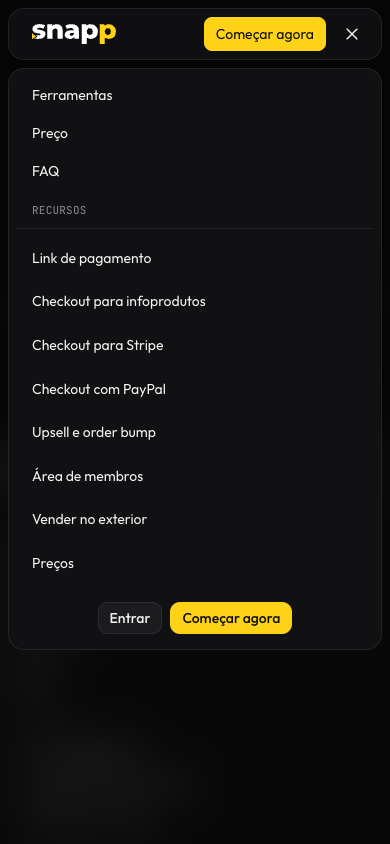 snapp
Começar agora
Ferramentas
Preço
FAQ
RECURSOS
Link de pagamento
Checkout para infoprodutos
Checkout para Stripe
Checkout com PayPal
Upsell e order bump
Área de membros
Vender no exterior
Preços
Entrar
Começar agora